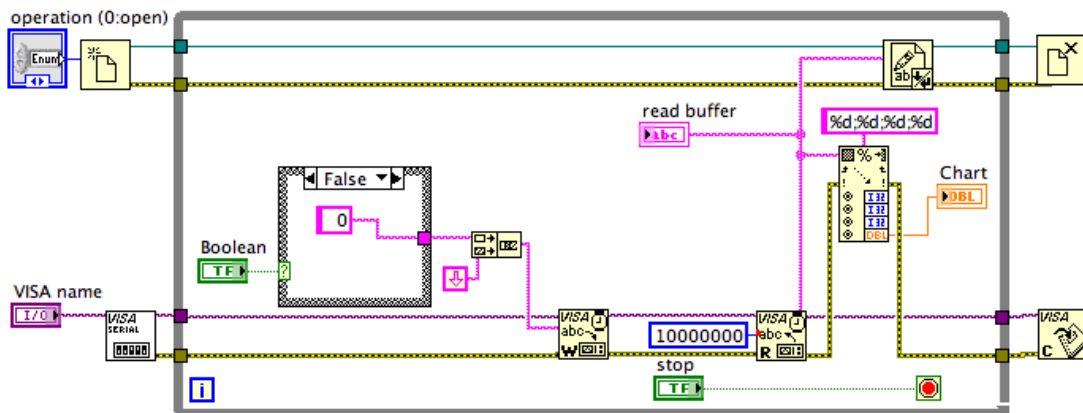 operation (0:open)
Enum
ab
read buffer
abc
%d;%d;%d;%d
%
False
Chart
I32
I32
I32
DBL
DBL
0
Boolean
TF
?
VISA name
I/O
VISA
SERIAL
VISA
abc
W
10000000
VISA
abc
R
VISA
C
stop
TF
i